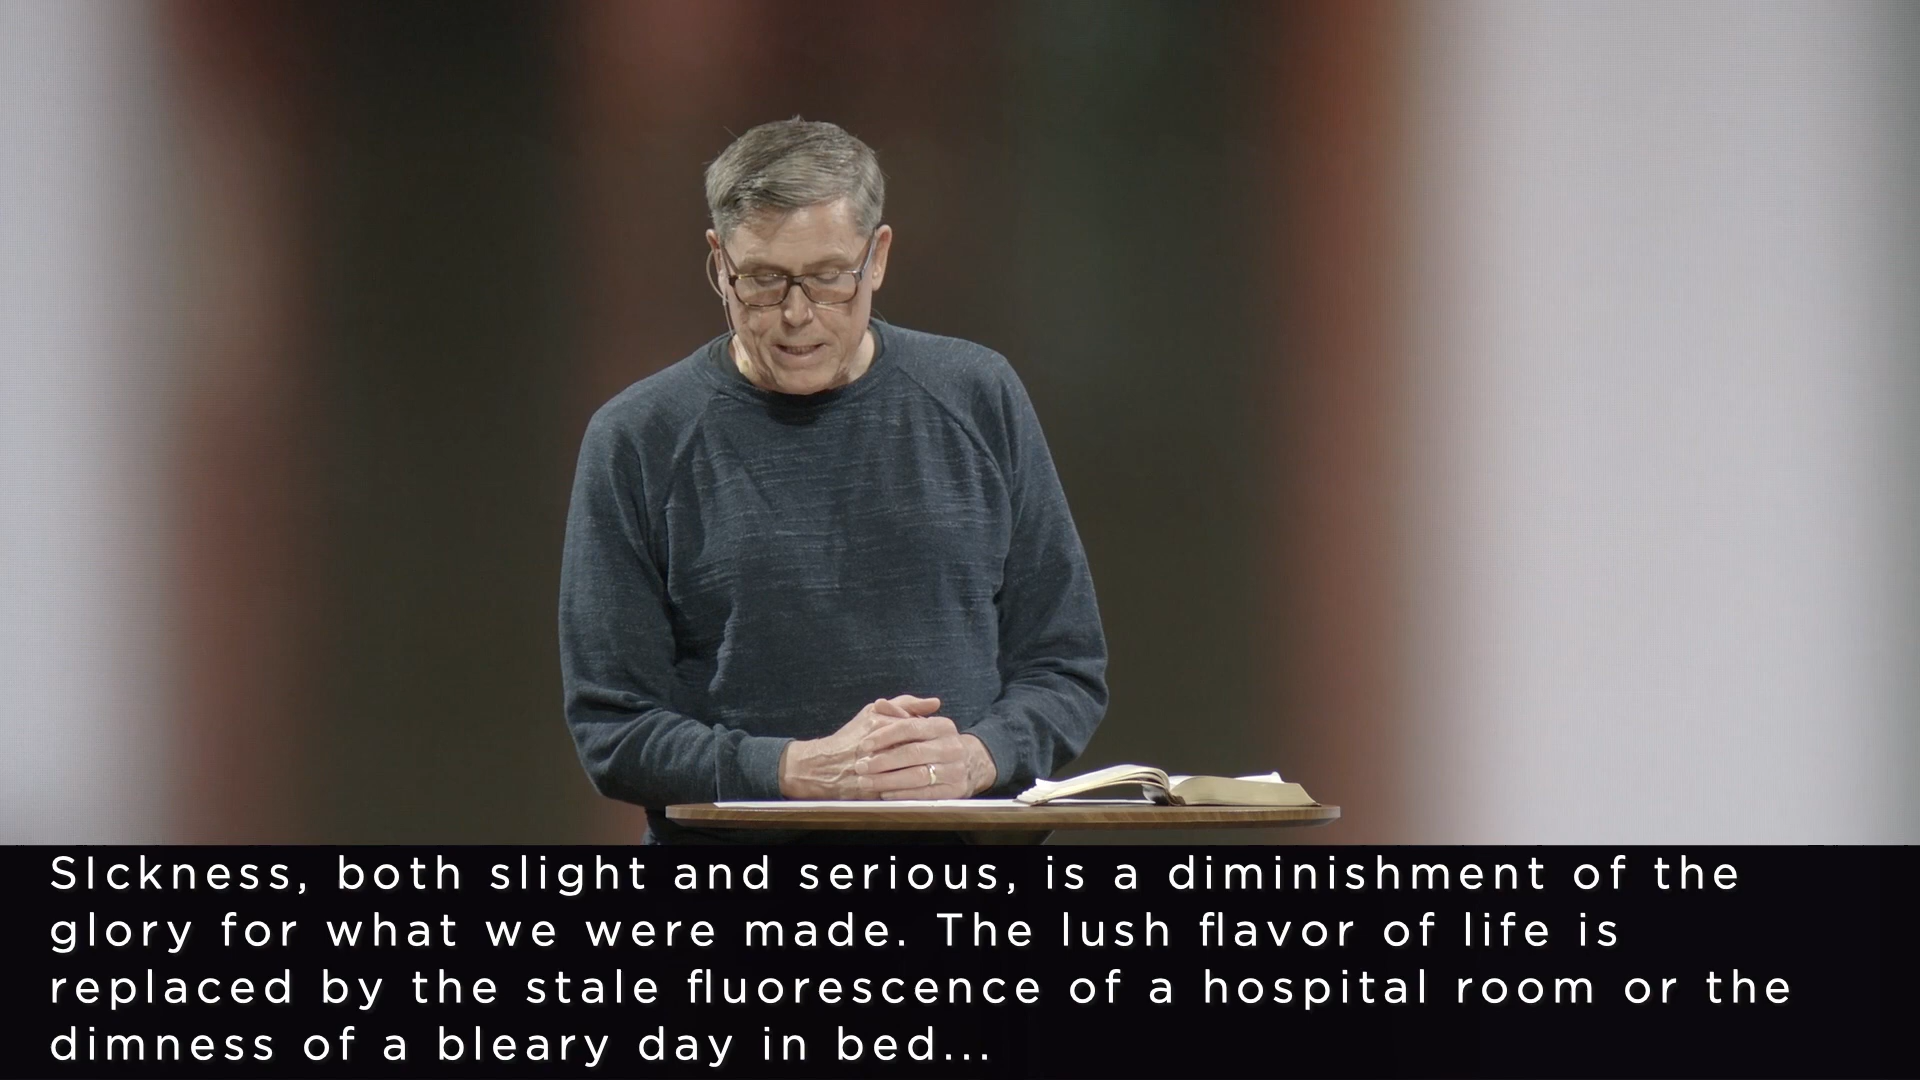 SIckness, both slight and serious, is a diminishment of the
glory for what we were made. The lush flavor of life is
replaced by the stale fluorescence of a hospital room or the
dimness of a bleary day in bed...